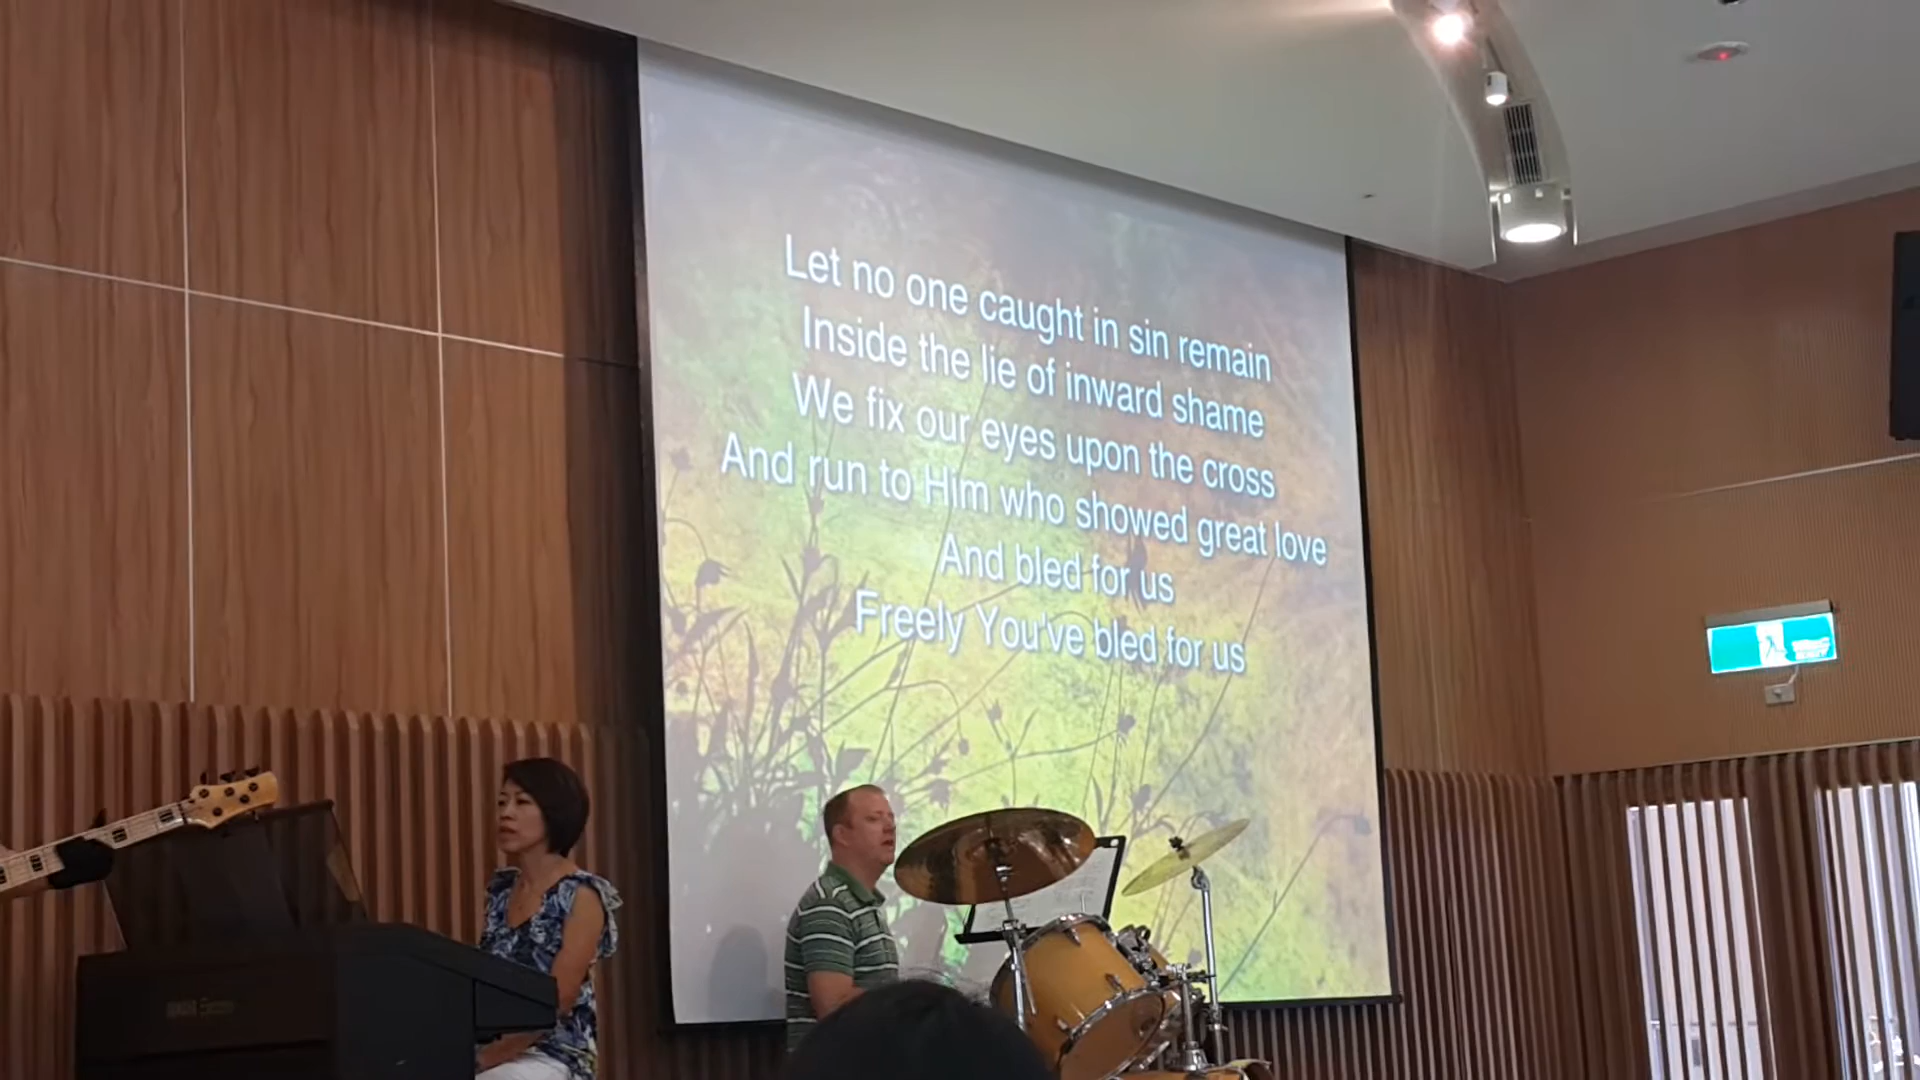 Let no one caught in sin remain
Inside the lie of inward shame
We fix our eyes upon the cross
And run to Him who showed great love
And bled for us
Freely You've bled for us